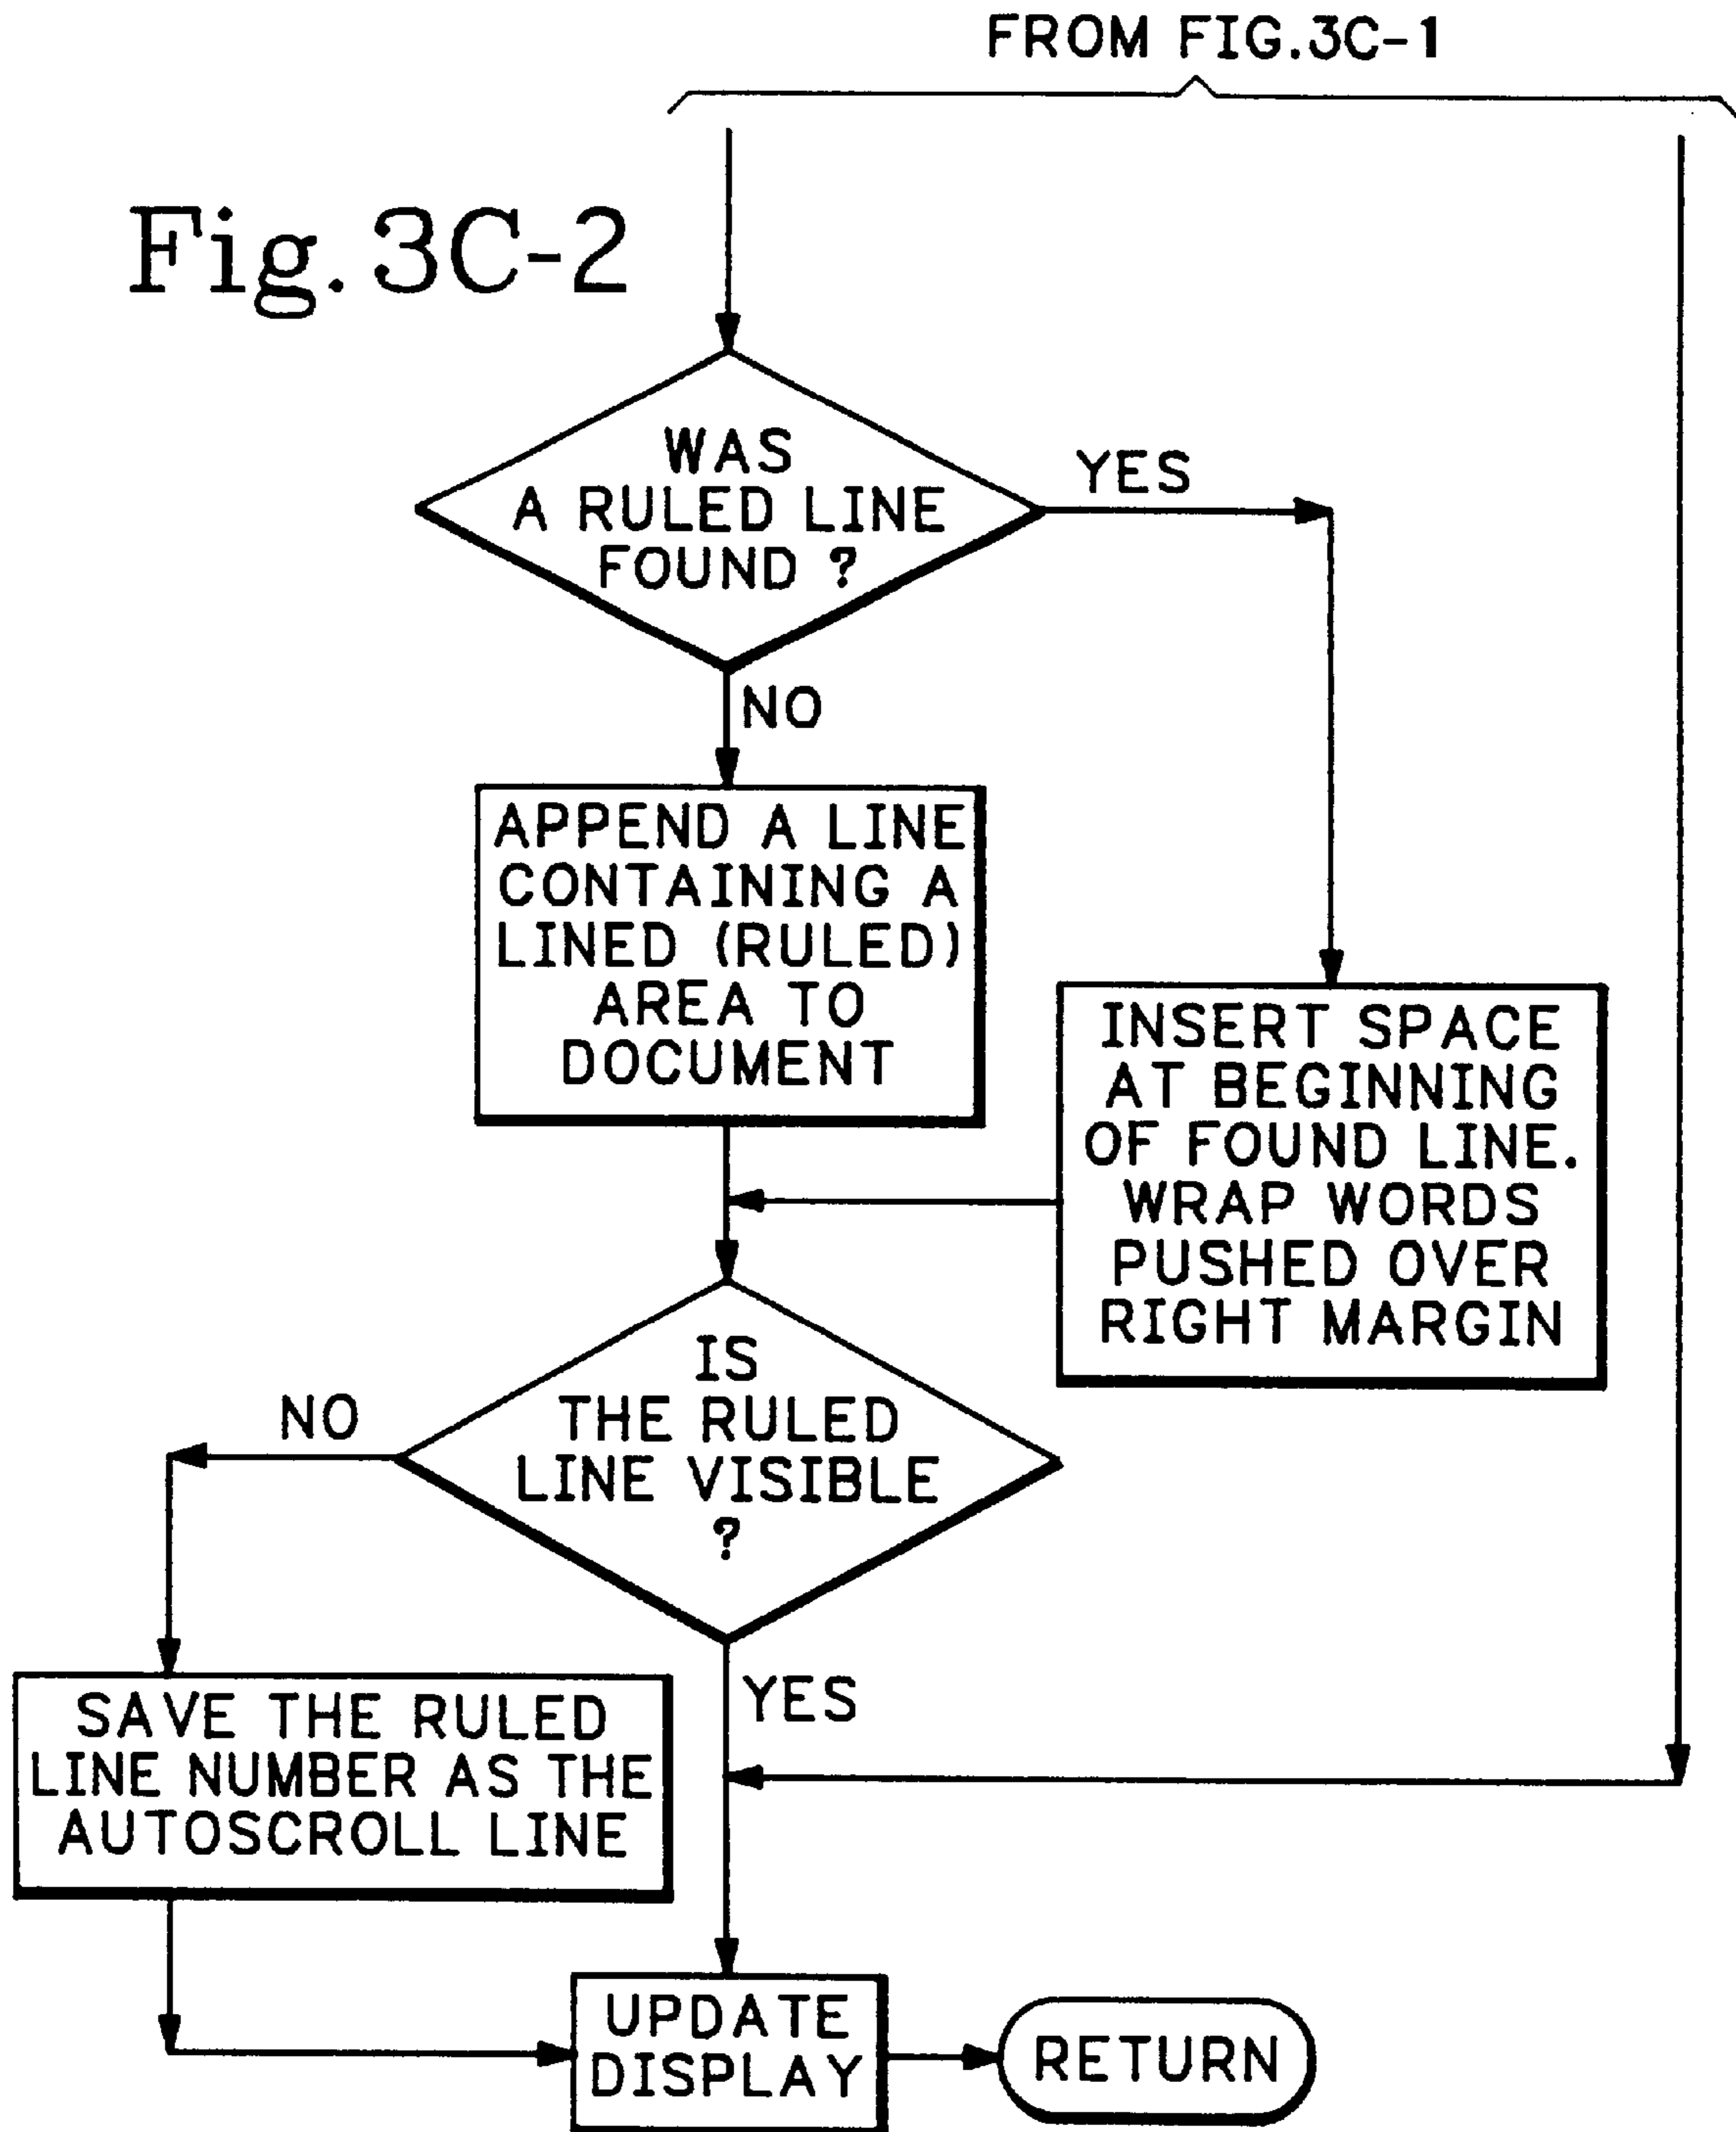 FROM FIG.3C-1
Fig. 3C-2
WAS
A RULED LINE
FOUND ?
YES
NO
APPEND A LINE
CONTAINING A
LINED (RULED)
AREA TO
DOCUMENT
INSERT SPACE
AT BEGINNING
OF FOUND LINE.
WRAP WORDS
PUSHED OVER
RIGHT MARGIN
IS
THE RULED
LINE VISIBLE
?
NO
YES
SAVE THE RULED
LINE NUMBER AS THE
AUTOSCROLL LINE
UPDATE
DISPLAY
RETURN